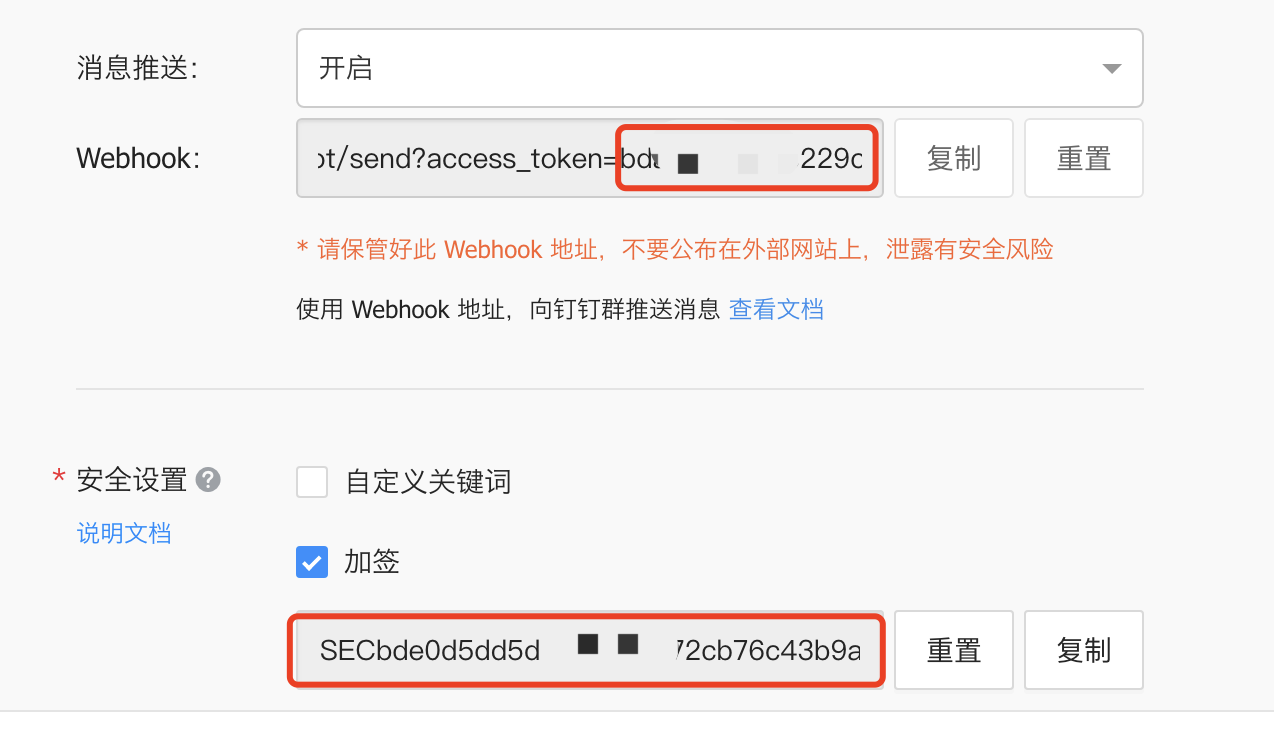 消息推送：
开启
Webhook：
ot/send?access_token=bd 229c
复制
重置
* 请保管好此 Webhook 地址，不要公布在外部网站上，泄露有安全风险
使用 Webhook 地址，向钉钉群推送消息 查看文档
* 安全设置 ?
自定义关键词
说明文档
加签
SECbde0d5dd5d 72cb76c43b9a
重置
复制